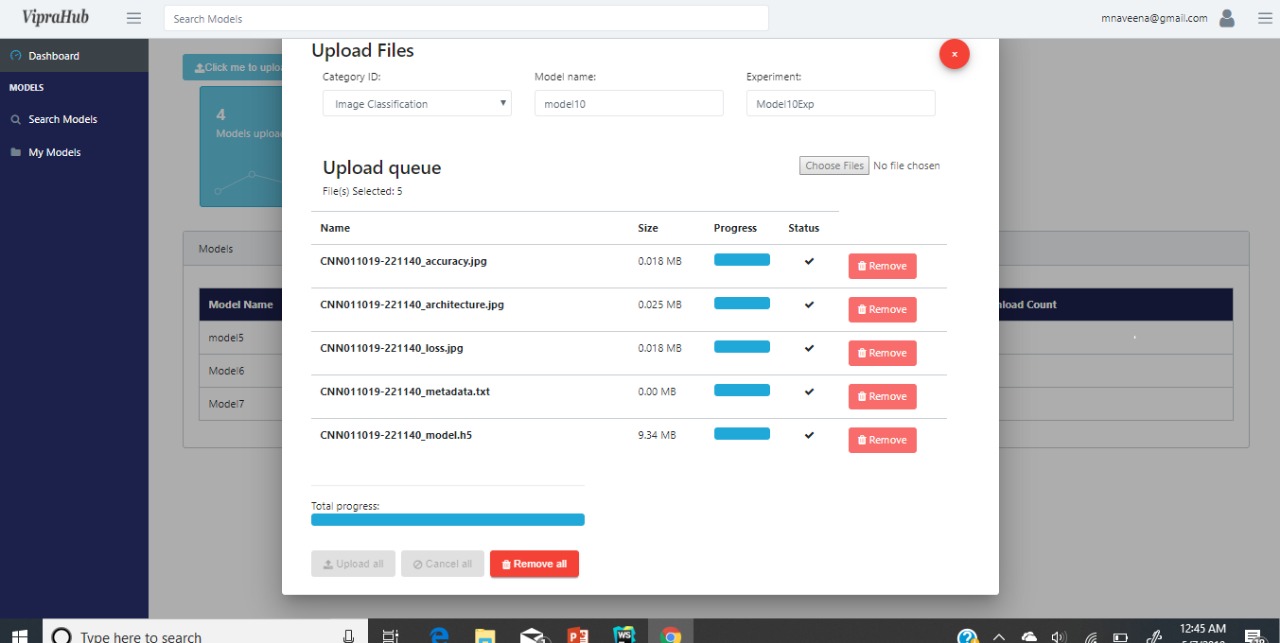 VipraHub
Search Models
mnaveena@gmail.com
Dashboard
MODELS
Search Models
My Models
Click me to uploa
4
Models uploa
Models
Model Name
nload Count
model5
Model6
Model7
Upload Files
x
Category ID:
Model name:
Experiment:
Image Classification
model10
Model10Exp
Upload queue
Choose Files No file chosen
File(s) Selected: 5
Name Size Progress Status
CNN011019-221140_accuracy.jpg 0.018 MB Remove
CNN011019-221140_architecture.jpg 0.025 MB Remove
CNN011019-221140_loss.jpg 0.018 MB Remove
CNN011019-221140_metadata.txt 0.00 MB Remove
CNN011019-221140_model.h5 9.34 MB Remove
Total progress:
Upload all Cancel all Remove all
Type here to search
12:45 AM